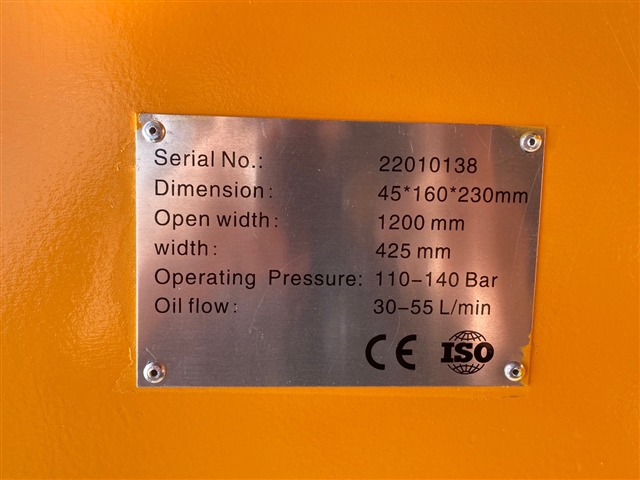 Serial No.: 22010138
Dimension: 45*160*230mm
Open width: 1200 mm
width: 425 mm
Operating Pressure: 110-140 Bar
Oil flow: 30-55 L/min
CE ISO